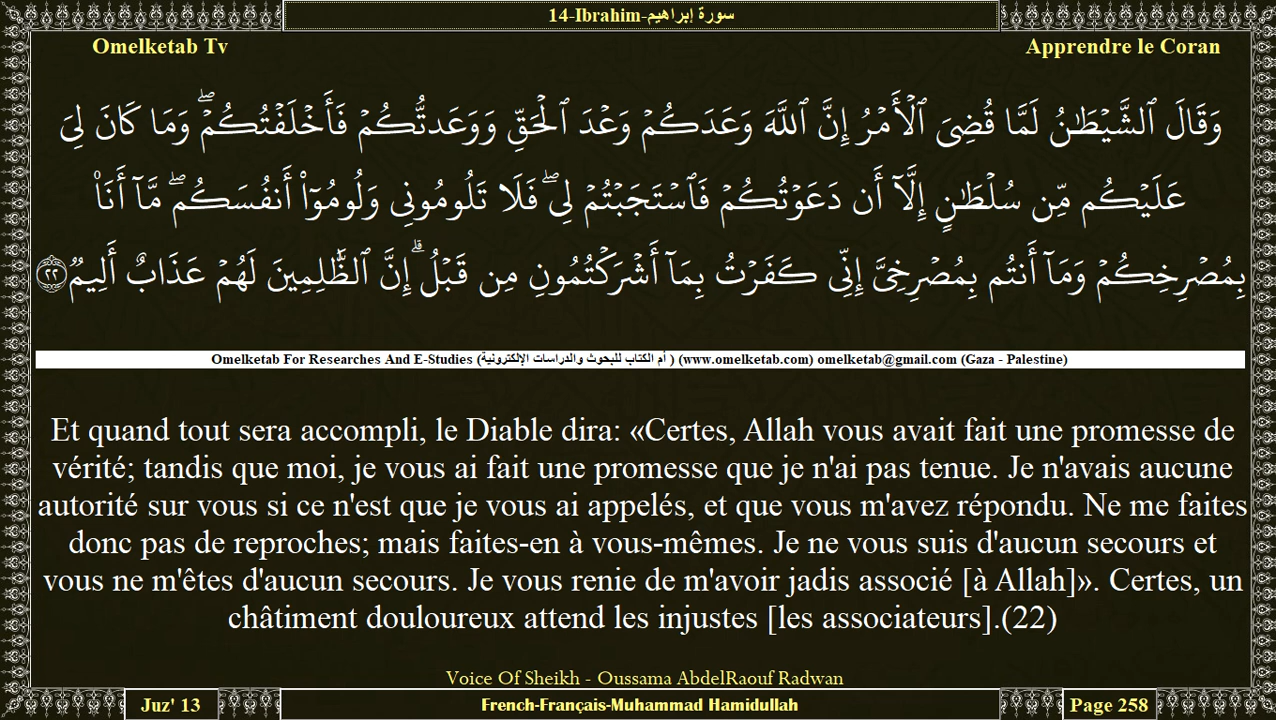 14-Ibrahim-سورة إبراهيم
Omelketab Tv
Apprendre le Coran
وَقَالَ ٱلشَّيْطَٰنُ لَمَّا قُضِىَ ٱلْأَمْرُ إِنَّ ٱللَّهَ وَعَدَكُمْ وَعْدَ ٱلْحَقِّ وَوَعَدتُّكُمْ فَأَخْلَفْتُكُمْ ۖ وَمَا كَانَ لِىَ
عَلَيْكُم مِّن سُلْطَٰنٍ إِلَّآ أَن دَعَوْتُكُمْ فَٱسْتَجَبْتُمْ لِى ۖ فَلَا تَلُومُونِى وَلُومُوٓا۟ أَنفُسَكُم ۖ مَّآ أَنَا۠
بِمُصْرِخِكُمْ وَمَآ أَنتُم بِمُصْرِخِىَّ إِنِّى كَفَرْتُ بِمَآ أَشْرَكْتُمُونِ مِن قَبْلُ ۗ إِنَّ ٱلظَّٰلِمِينَ لَهُمْ عَذَابٌ أَلِيمٌ ٢٢
Omelketab For Researches And E-Studies (أم الكتاب للبحوث والدراسات الإلكترونية ) (www.omelketab.com) omelketab@gmail.com (Gaza - Palestine)
Et quand tout sera accompli, le Diable dira: «Certes, Allah vous avait fait une promesse de
vérité; tandis que moi, je vous ai fait une promesse que je n'ai pas tenue. Je n'avais aucune
autorité sur vous si ce n'est que je vous ai appelés, et que vous m'avez répondu. Ne me faites
donc pas de reproches; mais faites-en à vous-mêmes. Je ne vous suis d'aucun secours et
vous ne m'êtes d'aucun secours. Je vous renie de m'avoir jadis associé [à Allah]». Certes, un
châtiment douloureux attend les injustes [les associateurs].(22)
Voice Of Sheikh - Oussama AbdelRaouf Radwan
Juz' 13
French-Français-Muhammad Hamidullah
Page 258